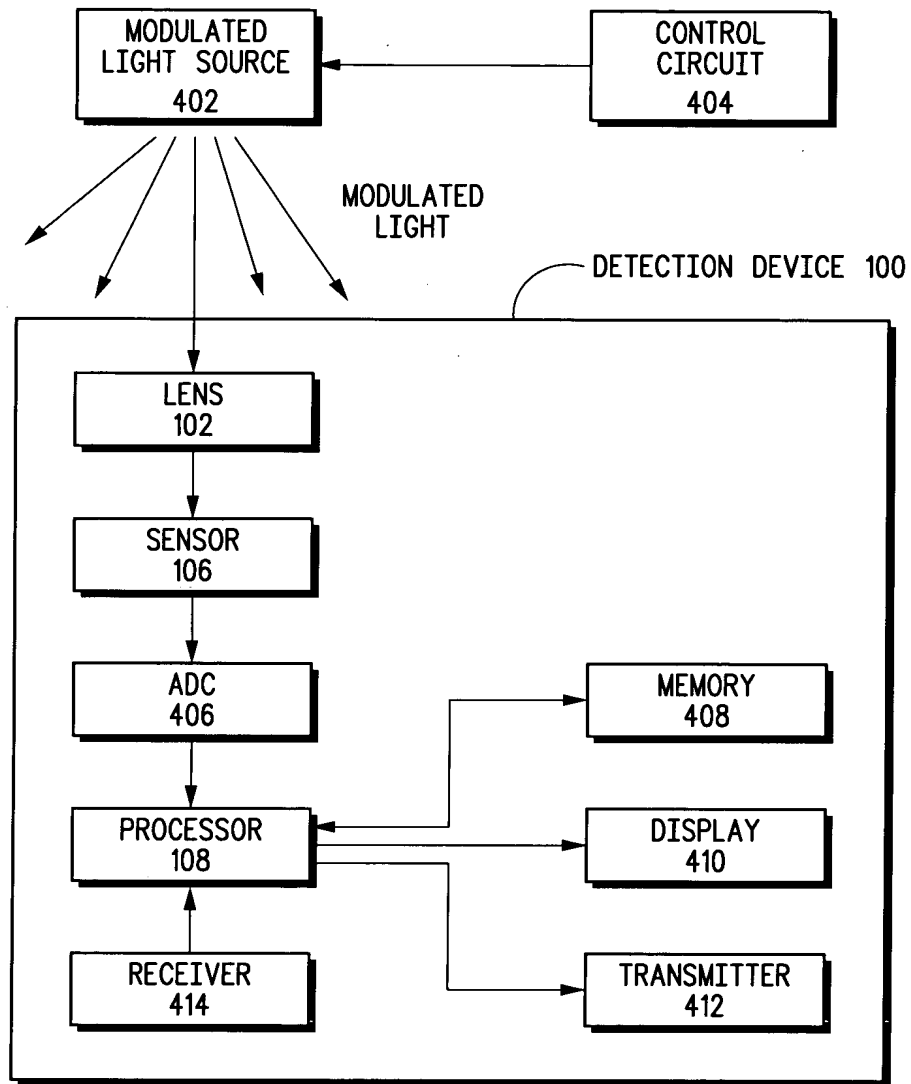 MODULATED
LIGHT SOURCE
402
CONTROL
CIRCUIT
404
MODULATED
LIGHT
DETECTION DEVICE 100
LENS
102
SENSOR
106
ADC
406
MEMORY
408
PROCESSOR
108
DISPLAY
410
RECEIVER
414
TRANSMITTER
412